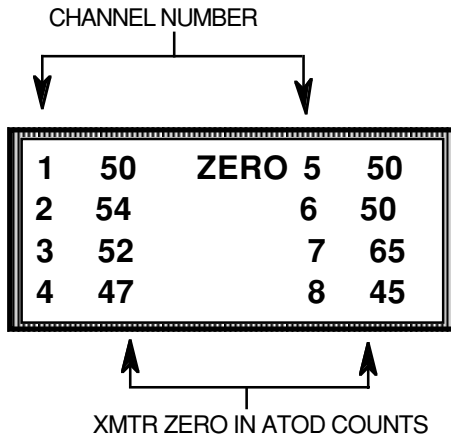 CHANNEL NUMBER
1 50 ZERO 5 50
2 54 6 50
3 52 7 65
4 47 8 45
XMTR ZERO IN ATOD COUNTS